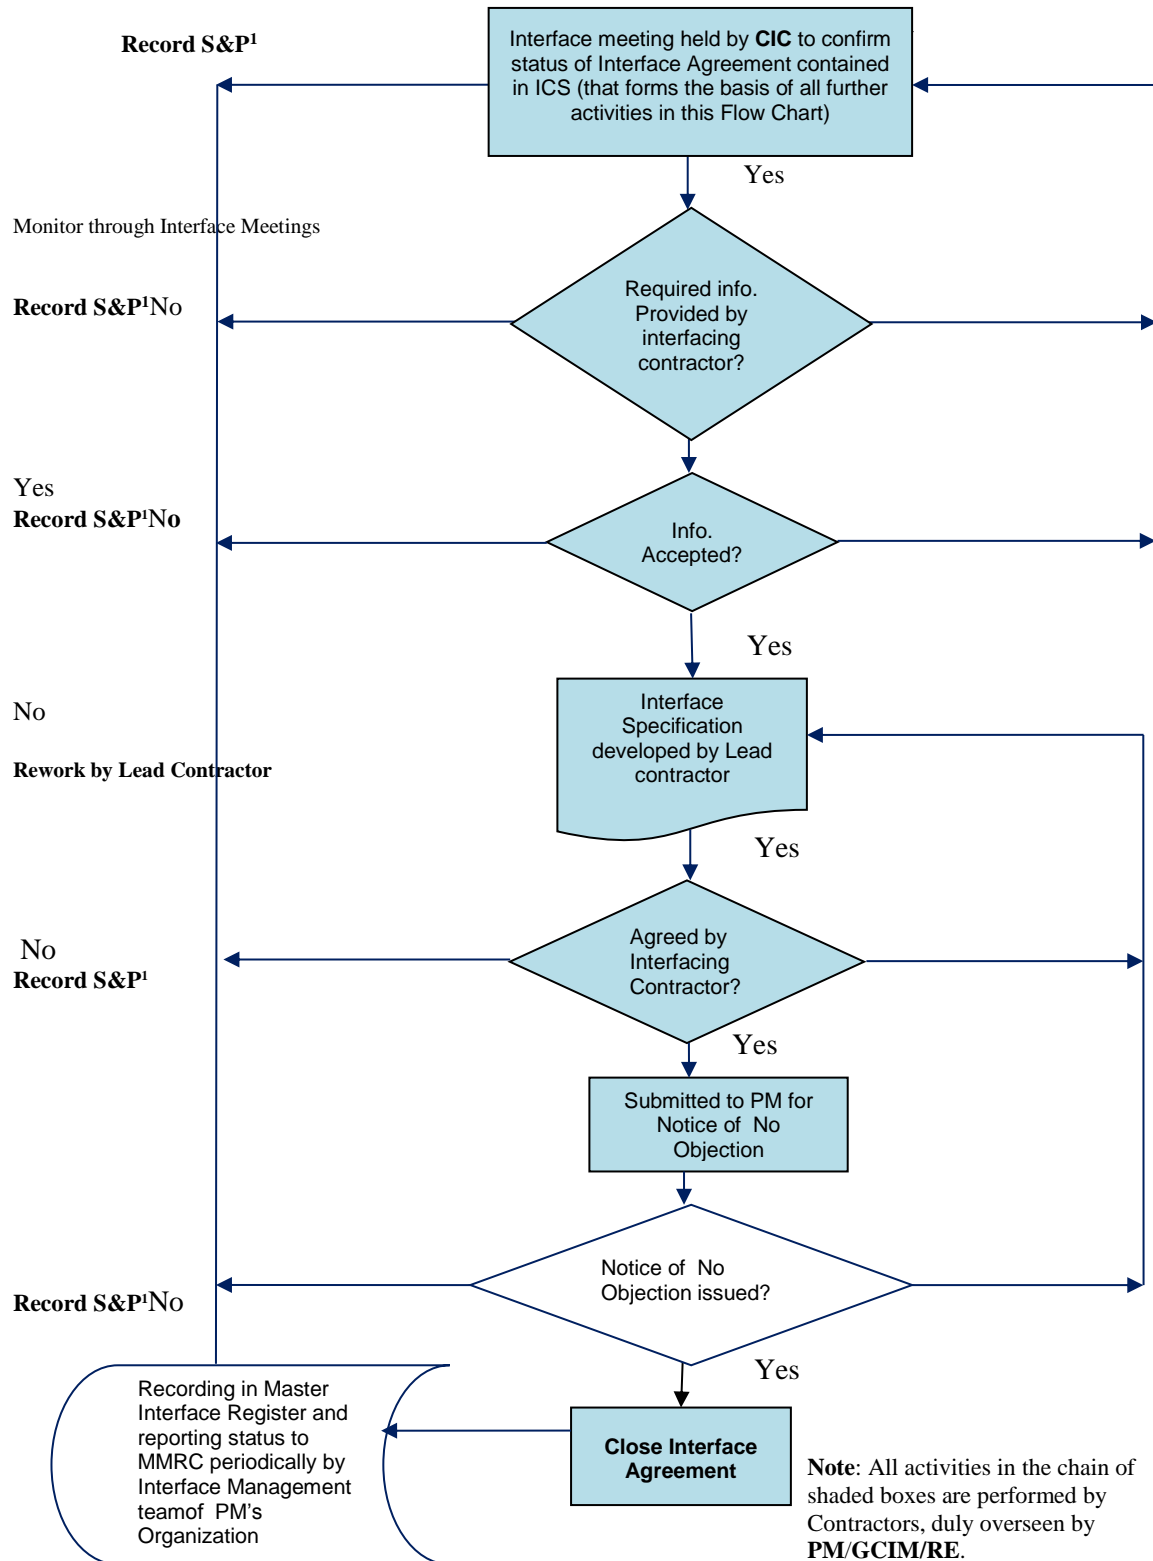 Record S&P¹
Interface meeting held by CIC to confirm
status of Interface Agreement contained
in ICS (that forms the basis of all further
activities in this Flow Chart)
Yes
Monitor through Interface Meetings
Record S&P¹No
Required info.
Provided by
interfacing
contractor?
Yes
Record S&P¹No
Info.
Accepted?
Yes
No
Rework by Lead Contractor
Interface
Specification
developed by Lead
contractor
Yes
No
Record S&P¹
Agreed by
Interfacing
Contractor?
Yes
Submitted to PM for
Notice of No
Objection
Record S&P¹No
Notice of No
Objection issued?
Yes
Recording in Master
Interface Register and
reporting status to
MMRC periodically by
Interface Management
teamof PM's
Organization
Close Interface
Agreement
Note: All activities in the chain of
shaded boxes are performed by
Contractors, duly overseen by
PM/GCIM/RE.